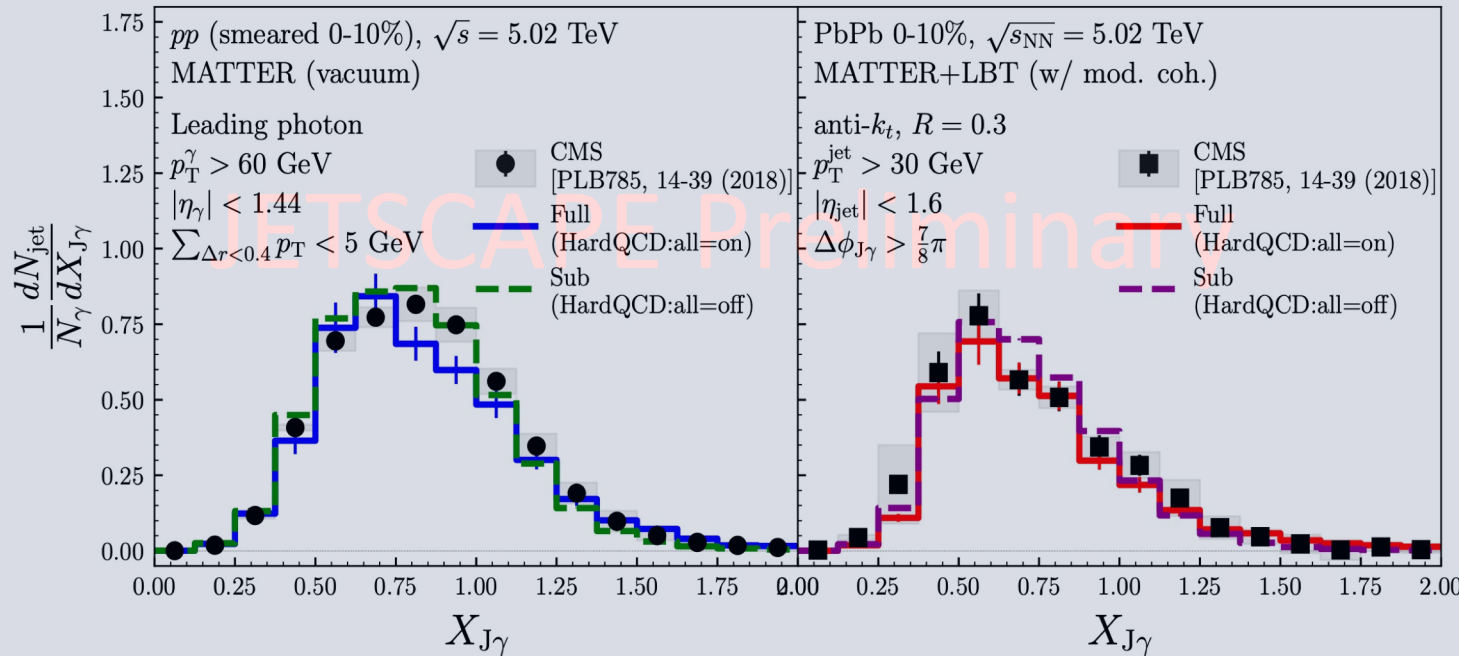 pp (smeared 0-10%), √s = 5.02 TeV
MATTER (vacuum)
Leading photon
p_T^γ > 60 GeV
|η_γ| < 1.44
∑_{Δr<0.4} p_T < 5 GeV
CMS
[PLB785, 14-39 (2018)]
Full
(HardQCD:all=on)
Sub
(HardQCD:all=off)
PbPb 0-10%, √s_NN = 5.02 TeV
MATTER+LBT (w/ mod. coh.)
anti-k_t, R = 0.3
p_T^jet > 30 GeV
|η_jet| < 1.6
Δϕ_Jγ > 7/8 π
CMS
[PLB785, 14-39 (2018)]
Full
(HardQCD:all=on)
Sub
(HardQCD:all=off)
JETSCAPE Preliminary
1/N_γ dN_jet/dX_Jγ
1.75
1.50
1.25
1.00
0.75
0.50
0.25
0.00
0.00 0.25 0.50 0.75 1.00 1.25 1.50 1.75
0.00 0.25 0.50 0.75 1.00 1.25 1.50 1.75 2.00
X_Jγ
X_Jγ